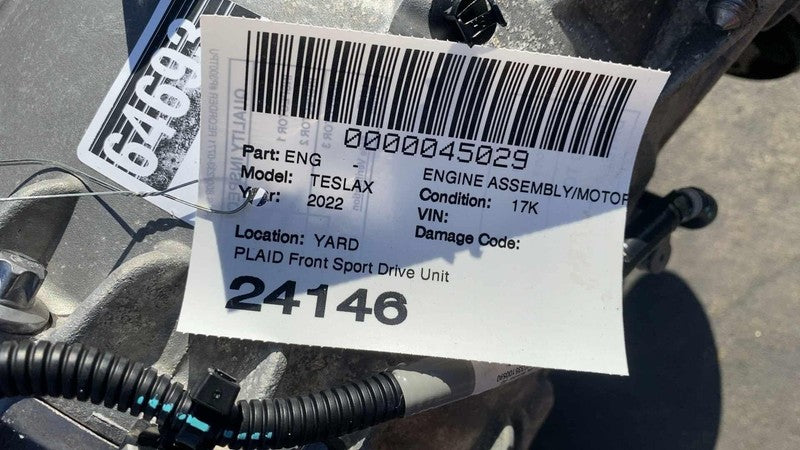 64693
0000045029
Part: ENG -
ENGINE ASSEMBLY/MOTOR
Model: TESLAX
Condition: 17K
Year: 2022
VIN:
Damage Code:
Location: YARD
PLAID Front Sport Drive Unit
24146